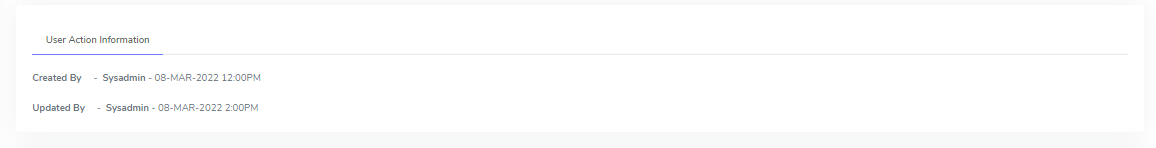 User Action Information
Created By - Sysadmin - 08-MAR-2022 12:00PM
Updated By - Sysadmin - 08-MAR-2022 2:00PM